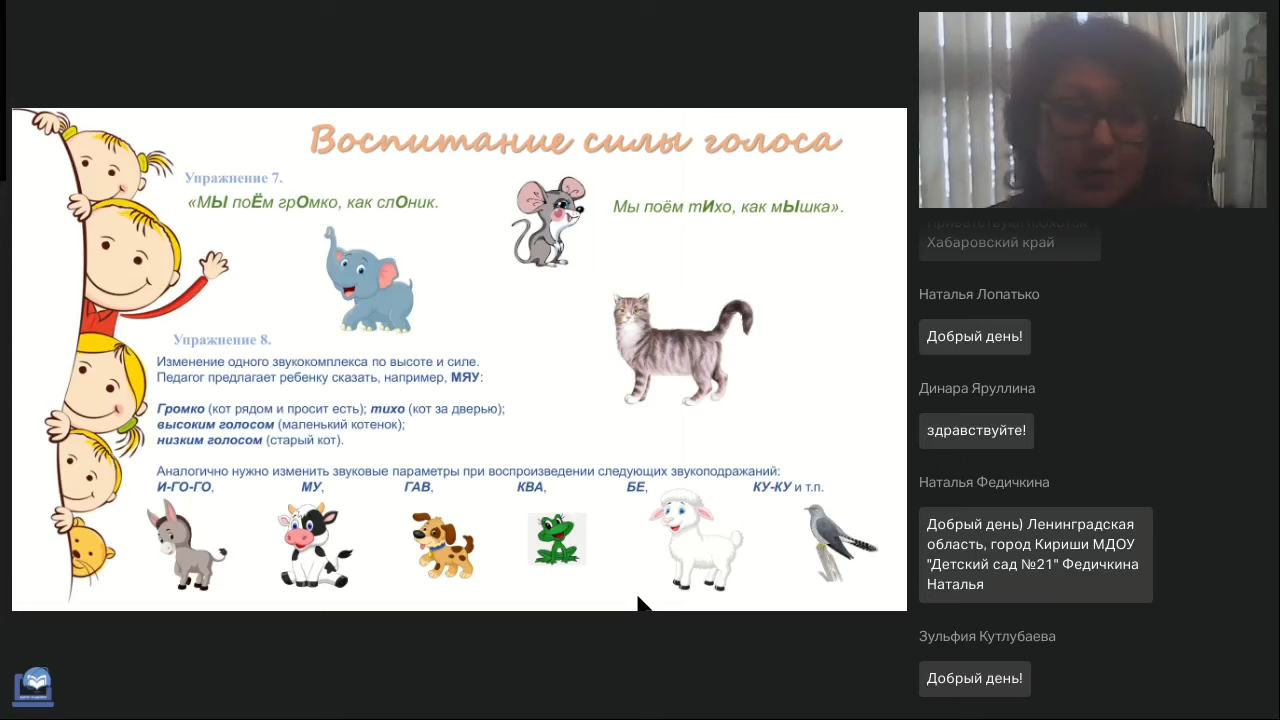 Воспитание силы голоса
Упражнение 7.
«МЫ поЁм грОмко, как слОник.
Мы поём тИхо, как мЫшка».
Упражнение 8.
Изменение одного звукокомплекса по высоте и силе.
Педагог предлагает ребенку сказать, например, МЯУ:
Громко (кот рядом и просит есть); тихо (кот за дверью);
высоким голосом (маленький котенок);
низким голосом (старый кот).
Аналогично нужно изменить звуковые параметры при воспроизведении следующих звукоподражаний:
И-ГО-ГО, МУ, ГАВ, КВА, БЕ, КУ-КУ и т.п.
Хабаровский край
Наталья Лопатько
Добрый день!
Динара Яруллина
здравствуйте!
Наталья Федичкина
Добрый день) Ленинградская
область, город Кириши МДОУ
"Детский сад №21" Федичкина
Наталья
Зульфия Кутлубаева
Добрый день!